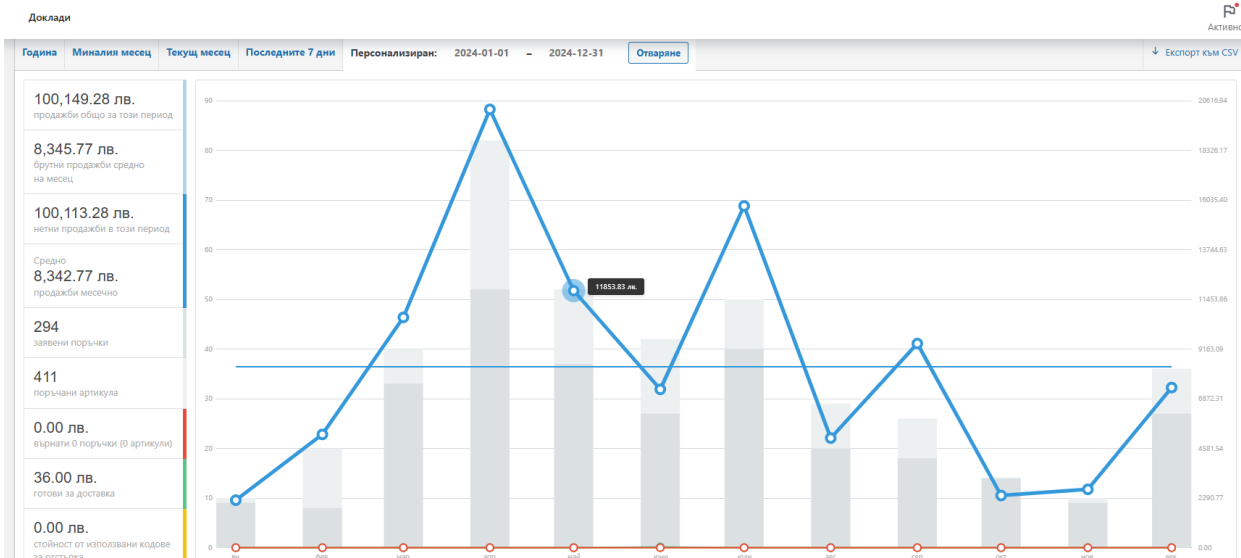 Доклади
Активно
Година Миналия месец Текущ месец Последните 7 дни Персонализиран: 2024-01-01 – 2024-12-31 Отваряне Експорт към CSV
100,149.28 лв.
продажби общо за този период
8,345.77 лв.
брутни продажби средно
на месец
100,113.28 лв.
нетни продажби в този период
Средно
8,342.77 лв.
продажби месечно
294
заявени поръчки
411
поръчани артикула
0.00 лв.
върнати 0 поръчки (0 артикули)
36.00 лв.
готови за доставка
0.00 лв.
стойност от използвани кодове
за отстъпка
90 20616.94
80 18326.17
70 16035.40
60 13744.63
11853.83 лв.
50 11453.86
40 9163.09
30 6872.31
20 4581.54
10 2290.77
0 0.00